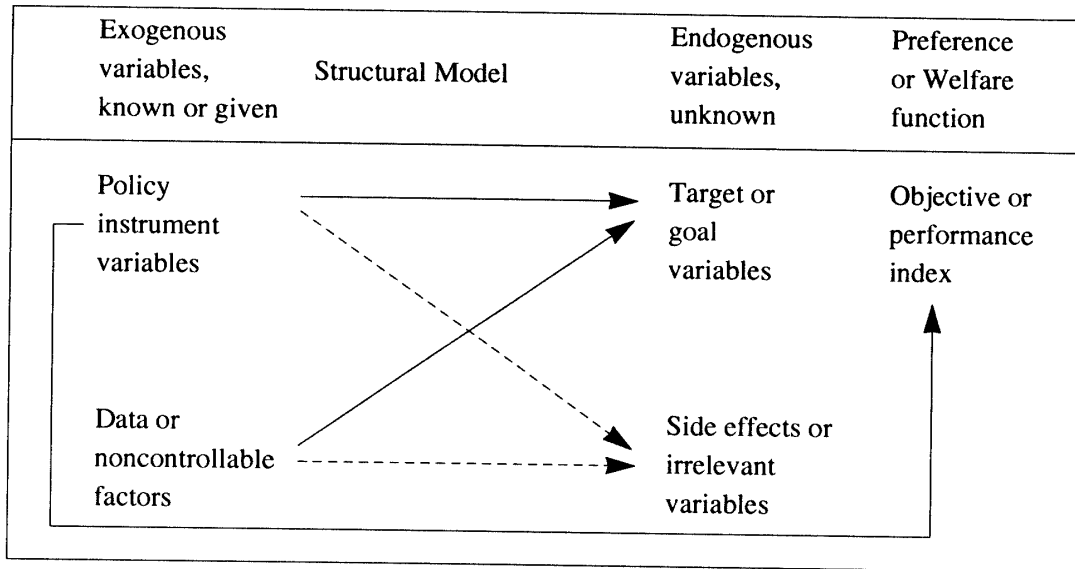 Exogenous
variables,
known or given
Structural Model
Endogenous
variables,
unknown
Preference
or Welfare
function
Policy
instrument
variables
Target or
goal
variables
Objective or
performance
index
Data or
noncontrollable
factors
Side effects or
irrelevant
variables